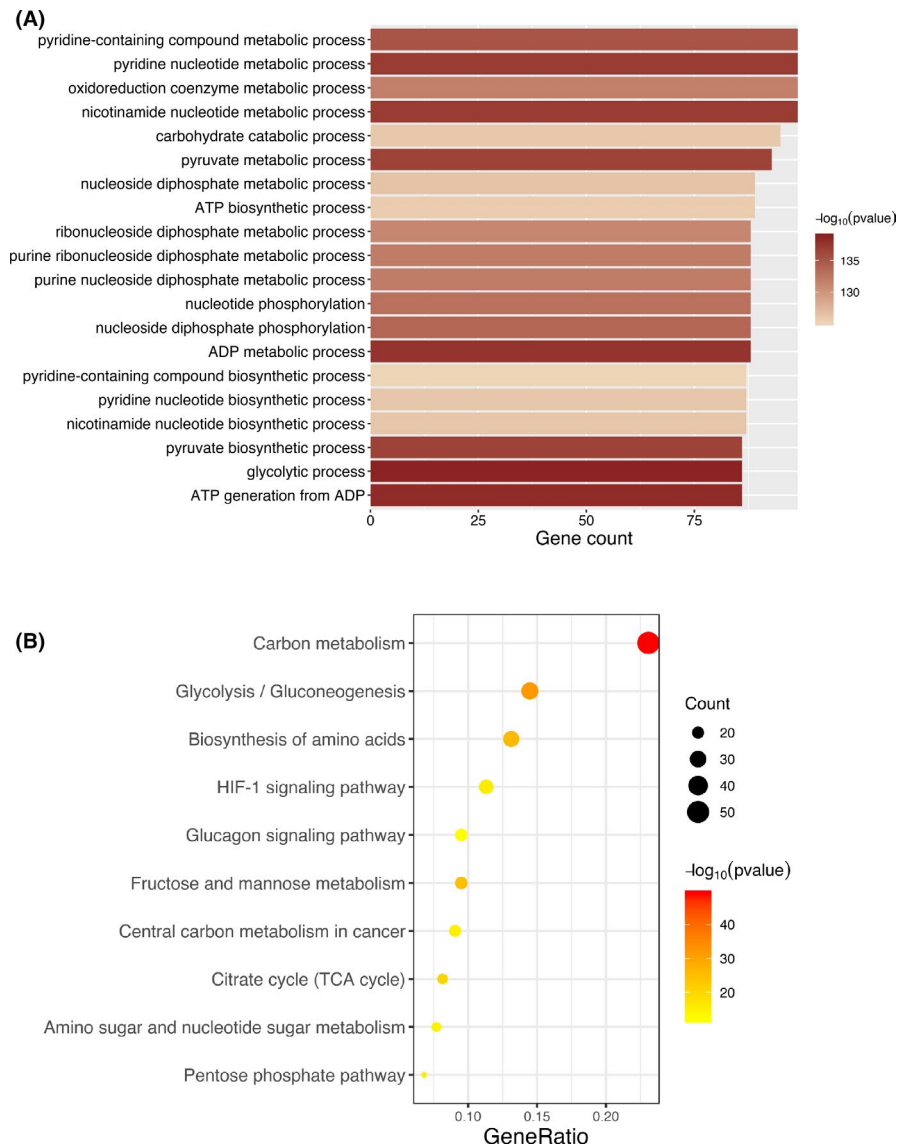 (A)
pyridine-containing compound metabolic process
pyridine nucleotide metabolic process
oxidoreduction coenzyme metabolic process
nicotinamide nucleotide metabolic process
carbohydrate catabolic process
pyruvate metabolic process
nucleoside diphosphate metabolic process
ATP biosynthetic process
ribonucleoside diphosphate metabolic process
purine ribonucleoside diphosphate metabolic process
purine nucleoside diphosphate metabolic process
nucleotide phosphorylation
nucleoside diphosphate phosphorylation
ADP metabolic process
pyridine-containing compound biosynthetic process
pyridine nucleotide biosynthetic process
nicotinamide nucleotide biosynthetic process
pyruvate biosynthetic process
glycolytic process
ATP generation from ADP
0 25 50 75
Gene count
−log10(pvalue)
135
130
(B)
Carbon metabolism
Glycolysis / Gluconeogenesis
Biosynthesis of amino acids
HIF-1 signaling pathway
Glucagon signaling pathway
Fructose and mannose metabolism
Central carbon metabolism in cancer
Citrate cycle (TCA cycle)
Amino sugar and nucleotide sugar metabolism
Pentose phosphate pathway
0.10 0.15 0.20
GeneRatio
Count
20
30
40
50
−log10(pvalue)
40
30
20